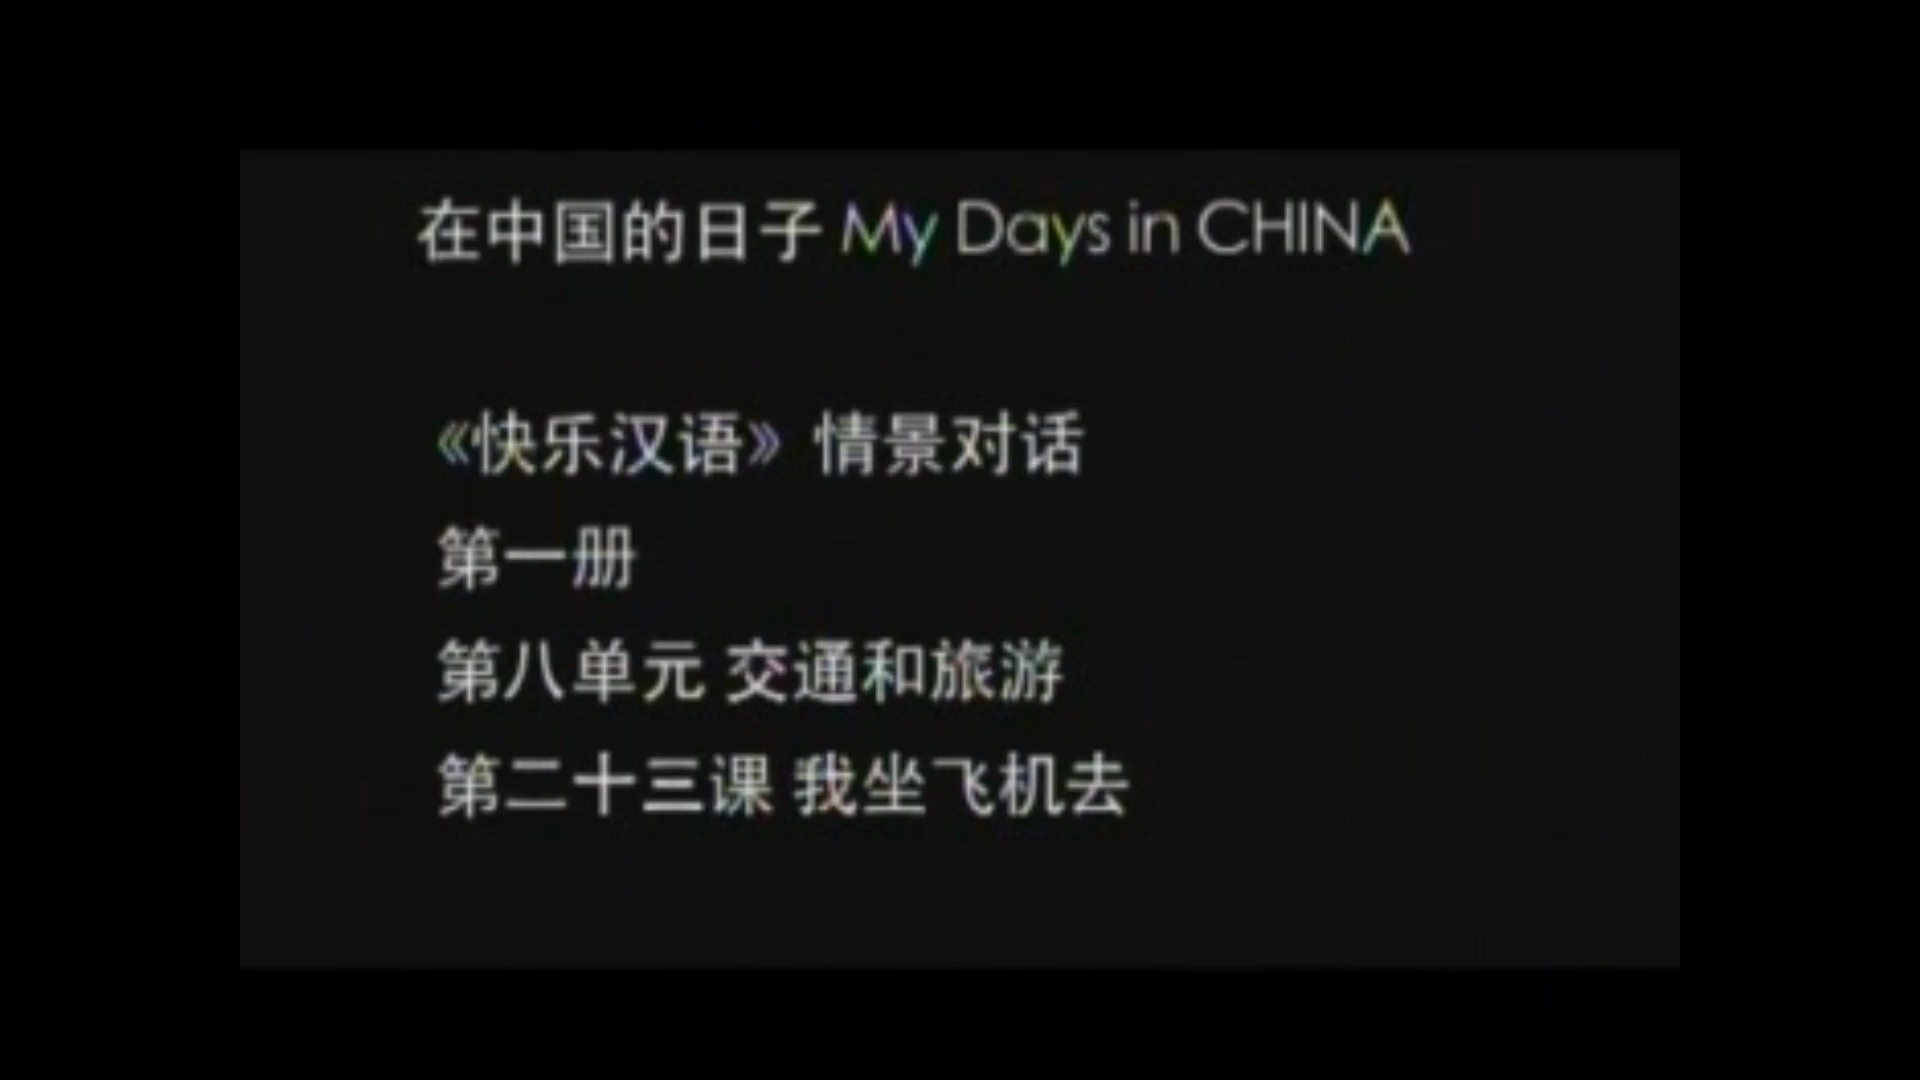 在中国的日子 My Days in CHINA
《快乐汉语》 情景对话
第一册
第八单元 交通和旅游
第二十三课 我坐飞机去